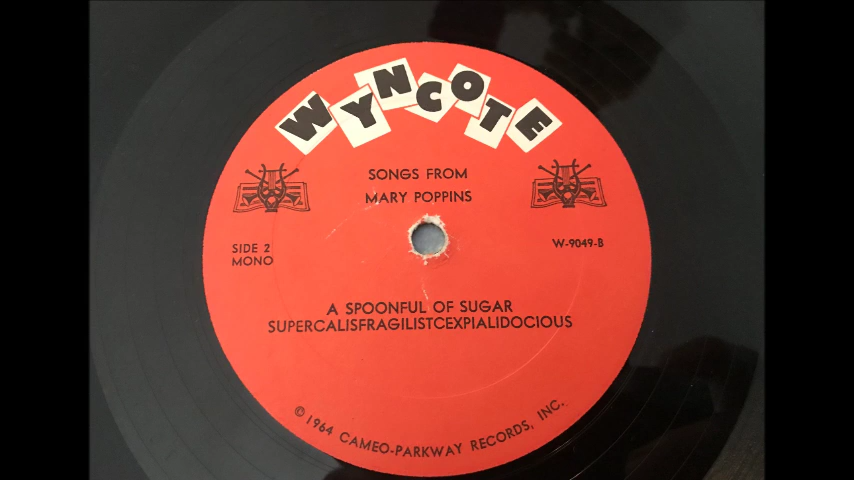 WYNCOTE
SONGS FROM
MARY POPPINS
SIDE 2
MONO
W-9049-B
A SPOONFUL OF SUGAR
SUPERCALISFRAGILISTCEXPIALIDOCIOUS
© 1964 CAMEO-PARKWAY RECORDS, INC.